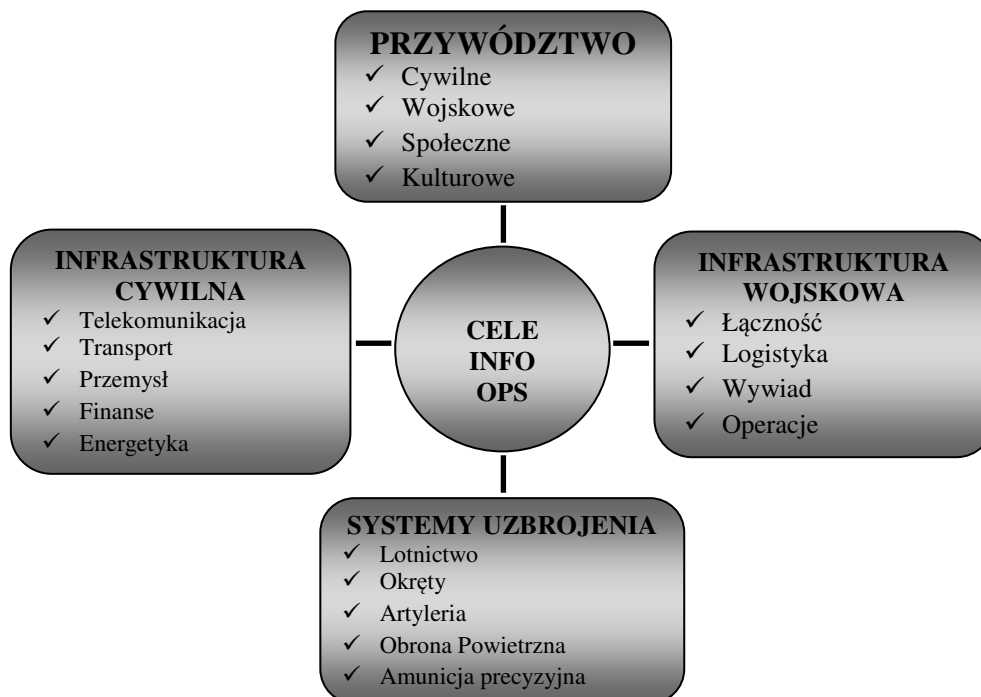 PRZYWÓDZTWO
✓ Cywilne
✓ Wojskowe
✓ Społeczne
✓ Kulturowe
INFRASTRUKTURA
CYWILNA
✓ Telekomunikacja
✓ Transport
✓ Przemysł
✓ Finanse
✓ Energetyka
CELE
INFO
OPS
INFRASTRUKTURA
WOJSKOWA
✓ Łączność
✓ Logistyka
✓ Wywiad
✓ Operacje
SYSTEMY UZBROJENIA
✓ Lotnictwo
✓ Okręty
✓ Artyleria
✓ Obrona Powietrzna
✓ Amunicja precyzyjna